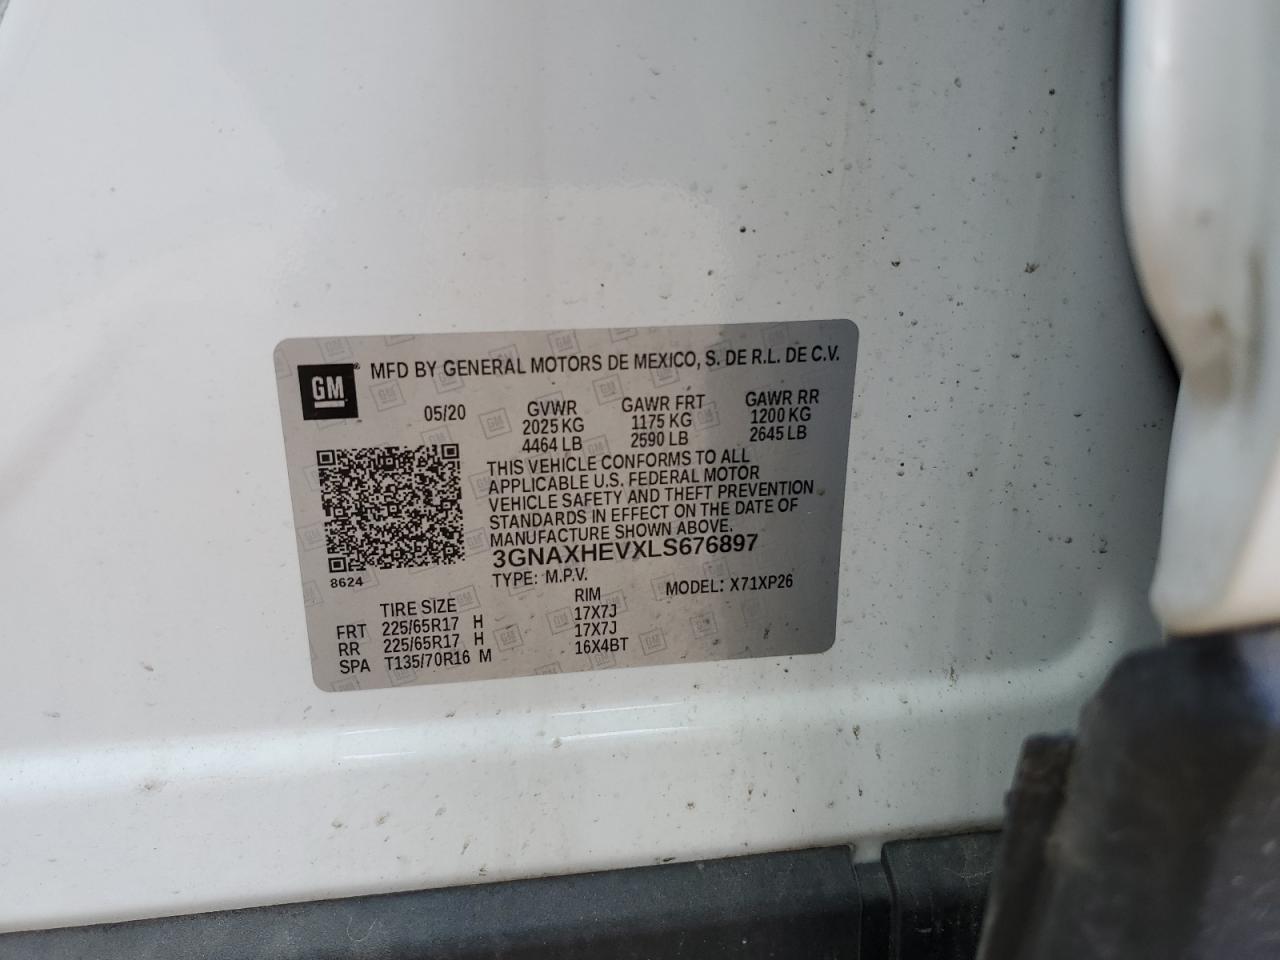 GM ® MFD BY GENERAL MOTORS DE MEXICO, S. DE R.L. DE C.V.
05/20 GVWR GAWR FRT GAWR RR
2025 KG 1175 KG 1200 KG
4464 LB 2590 LB 2645 LB
THIS VEHICLE CONFORMS TO ALL
APPLICABLE U.S. FEDERAL MOTOR
VEHICLE SAFETY AND THEFT PREVENTION
STANDARDS IN EFFECT ON THE DATE OF
MANUFACTURE SHOWN ABOVE.
3GNAXHEVXLS676897
8624 TYPE: M.P.V. MODEL: X71XP26
TIRE SIZE RIM
FRT 225/65R17 H 17X7J
RR 225/65R17 H 17X7J
SPA T135/70R16 M 16X4BT